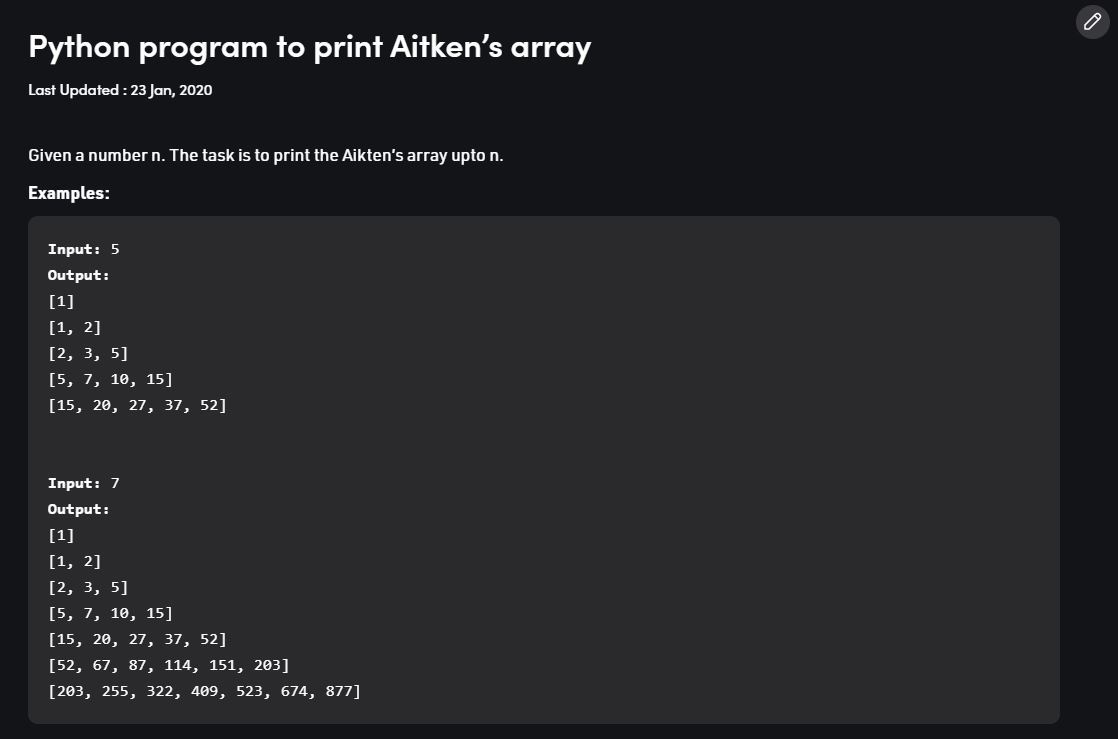 Python program to print Aitken’s array
Last Updated : 23 Jan, 2020
Given a number n. The task is to print the Aikten’s array upto n.
Examples:
Input: 5
Output:
[1]
[1, 2]
[2, 3, 5]
[5, 7, 10, 15]
[15, 20, 27, 37, 52]
Input: 7
Output:
[1]
[1, 2]
[2, 3, 5]
[5, 7, 10, 15]
[15, 20, 27, 37, 52]
[52, 67, 87, 114, 151, 203]
[203, 255, 322, 409, 523, 674, 877]